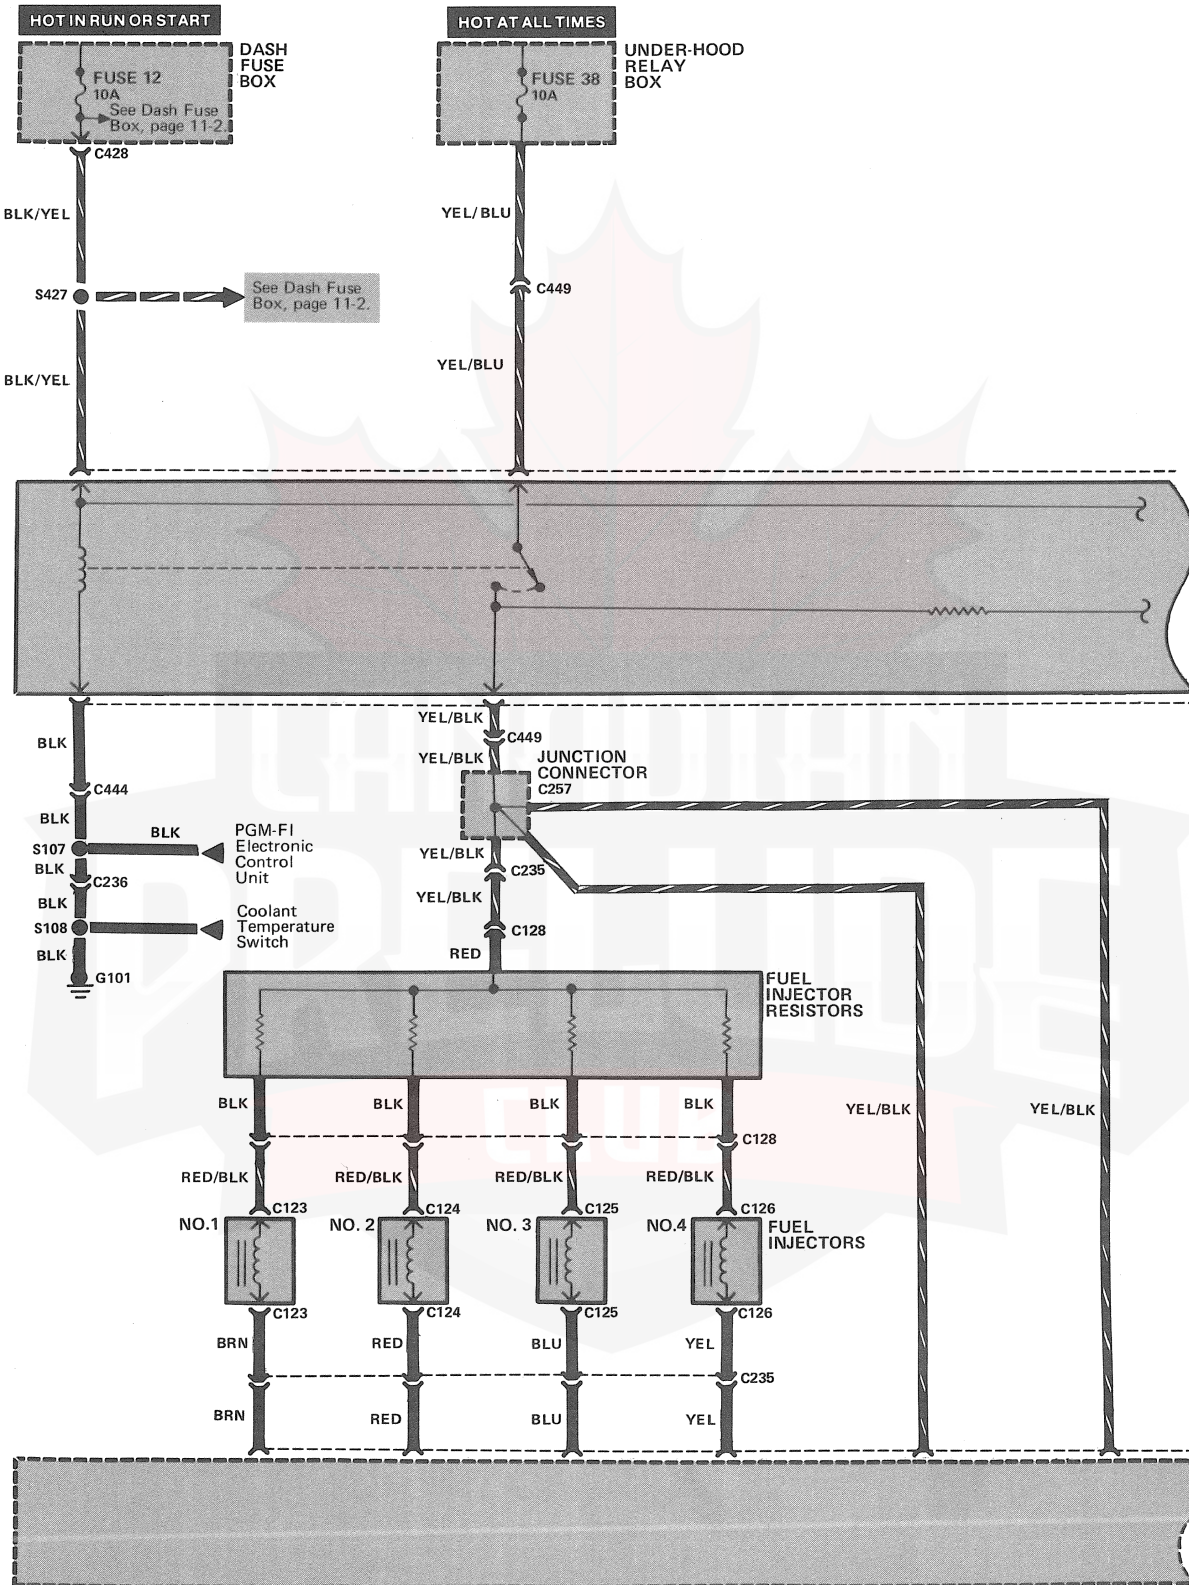 HOT IN RUN OR START
HOT AT ALL TIMES
DASH
FUSE
BOX
FUSE 12
10A
See Dash Fuse
Box, page 11-2.
UNDER-HOOD
RELAY
BOX
FUSE 38
10A
C428
BLK/YEL
YEL/BLU
S427
See Dash Fuse
Box, page 11-2.
C449
BLK/YEL
YEL/BLU
YEL/BLK
BLK
C449
YEL/BLK
JUNCTION
CONNECTOR
C257
C444
BLK
BLK
S107
PGM-FI
Electronic
Control
Unit
YEL/BLK
BLK
C235
C236
YEL/BLK
BLK
S108
Coolant
Temperature
Switch
C128
BLK
RED
G101
FUEL
INJECTOR
RESISTORS
BLK
BLK
BLK
BLK
YEL/BLK
YEL/BLK
C128
RED/BLK
RED/BLK
RED/BLK
RED/BLK
C123
C124
C125
C126
NO.1
NO. 2
NO. 3
NO.4
FUEL
INJECTORS
C123
C124
C125
C126
BRN
RED
BLU
YEL
C235
BRN
RED
BLU
YEL
CANADIAN
PRELUDE
CLUB